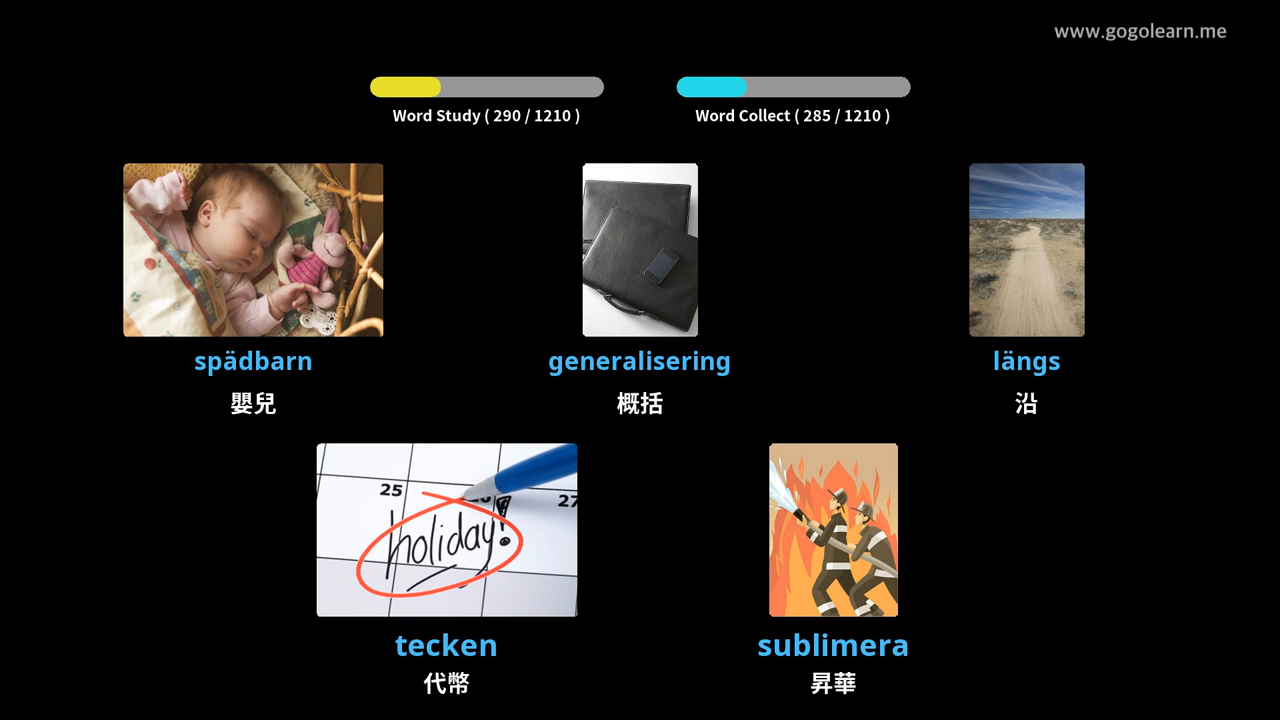 www.gogolearn.me
Word Study ( 290 / 1210 )
Word Collect ( 285 / 1210 )
spädbarn
generalisering
längs
嬰兒
概括
沿
25
27
holiday!
tecken
sublimera
代幣
昇華